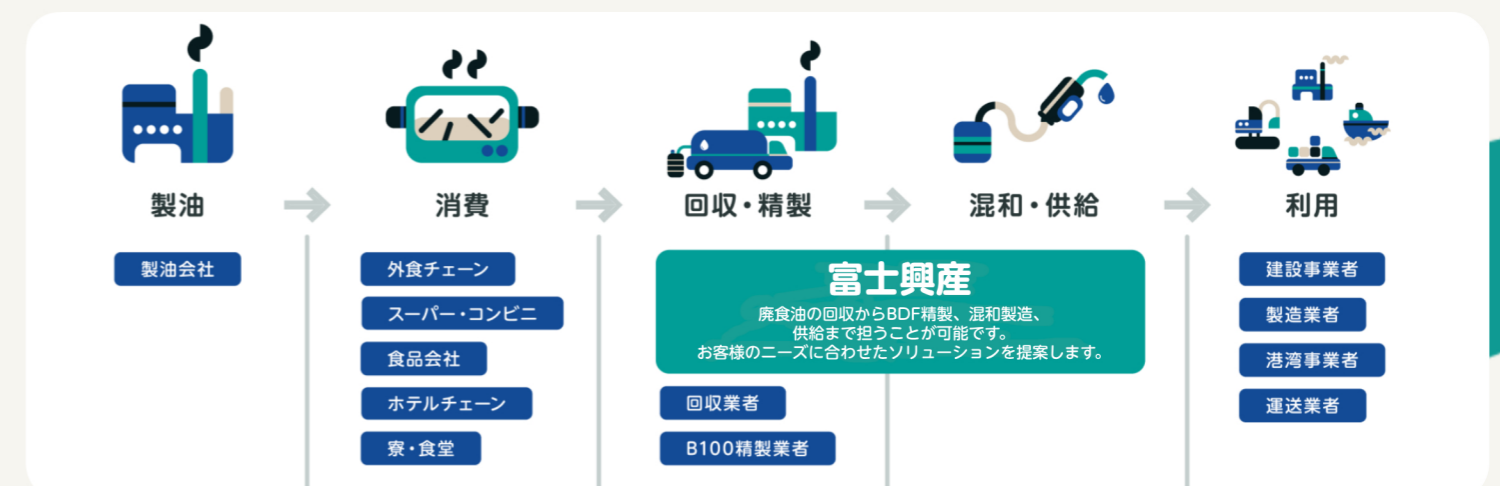 製油
消費
回収・精製
混和・供給
利用
製油会社
外食チェーン
スーパー・コンビニ
食品会社
ホテルチェーン
寮・食堂
富士興産
廃食油の回収からBDF精製、混和製造、
供給まで担うことが可能です。
お客様のニーズに合わせたソリューションを提案します。
回収業者
B100精製業者
建設事業者
製造業者
港湾事業者
運送業者